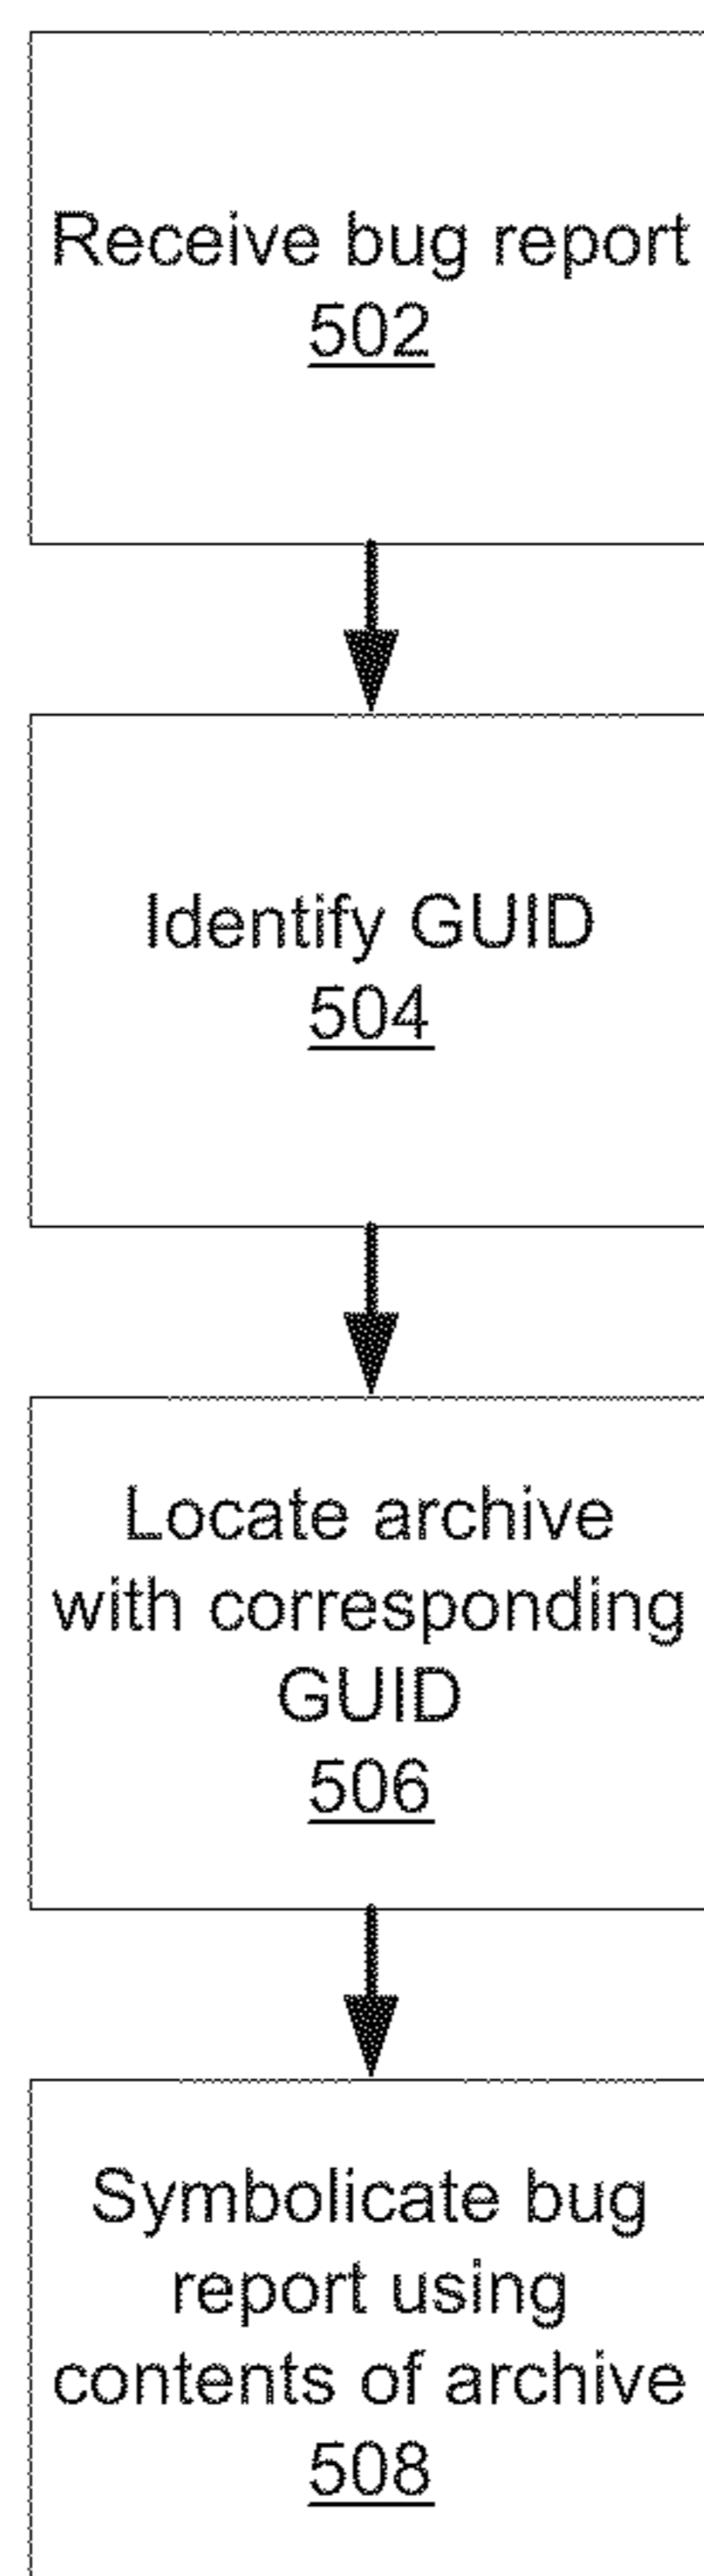 Receive bug report
502
Identify GUID
504
Locate archive
with corresponding
GUID
506
Symbolicate bug
report using
contents of archive
508